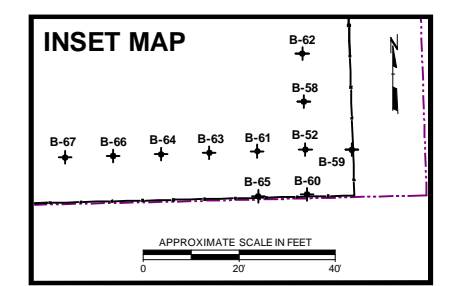 INSET MAP
B-62
N
B-58
B-67 B-66 B-64 B-63 B-61 B-52
B-59
B-65 B-60
APPROXIMATE SCALE IN FEET
0 20' 40'